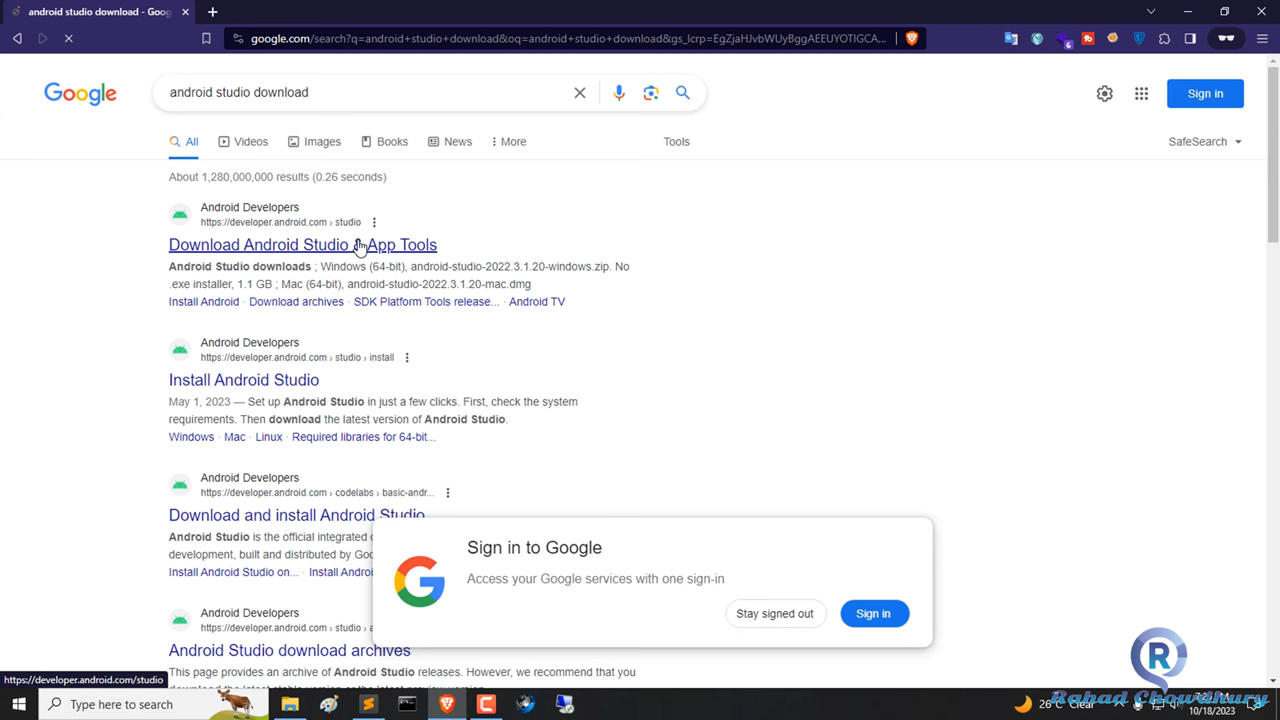 android studio download - Goo
google.com/search?q=android+studio+download&oq=android+studio+download&gs_lcrp=EgZjaHJvbWUyBggAEEUYOTIGCA...
6
Google
android studio download
Sign in
All
Videos
Images
Books
News
More
Tools
SafeSearch
About 1,280,000,000 results (0.26 seconds)
Android Developers
https://developer.android.com › studio
Download Android Studio & App Tools
Android Studio downloads ; Windows (64-bit), android-studio-2022.3.1.20-windows.zip. No
.exe installer, 1.1 GB ; Mac (64-bit), android-studio-2022.3.1.20-mac.dmg
Install Android · Download archives · SDK Platform Tools release... · Android TV
Android Developers
https://developer.android.com › studio › install
Install Android Studio
May 1, 2023 — Set up Android Studio in just a few clicks. First, check the system
requirements. Then download the latest version of Android Studio.
Windows · Mac · Linux · Required libraries for 64-bit...
Android Developers
https://developer.android.com › codelabs › basic-andr...
Download and install Android Studio
Android Studio is the official integrated
development, built and distributed by Goo
Install Android Studio on... · Install Androi
Sign in to Google
Access your Google services with one sign-in
Stay signed out
Sign in
Android Developers
https://developer.android.com › studio › a
Android Studio download archives
This page provides an archive of Android Studio releases. However, we recommend that you
https://developer.android.com/studio
R
Rahad Chowdhury
Type here to search
26°C Clear
10/18/2023